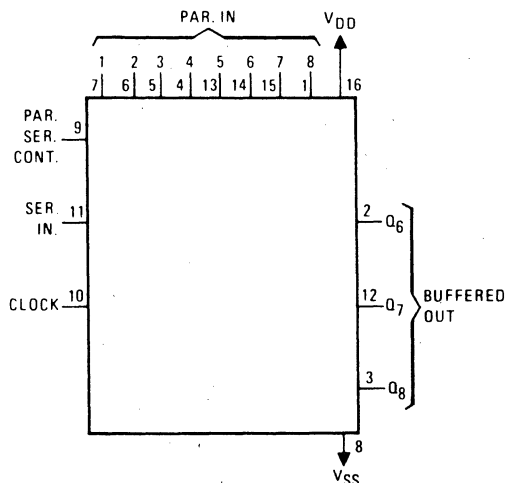 PAR. IN
VDD
1 2 3 4 5 6 7 8
7 6 5 4 13 14 15 1 16
PAR.
SER.
CONT.
9
SER.
IN.
11
2 Q6
CLOCK 10
12 Q7
BUFFERED
OUT
3 Q8
8
VSS